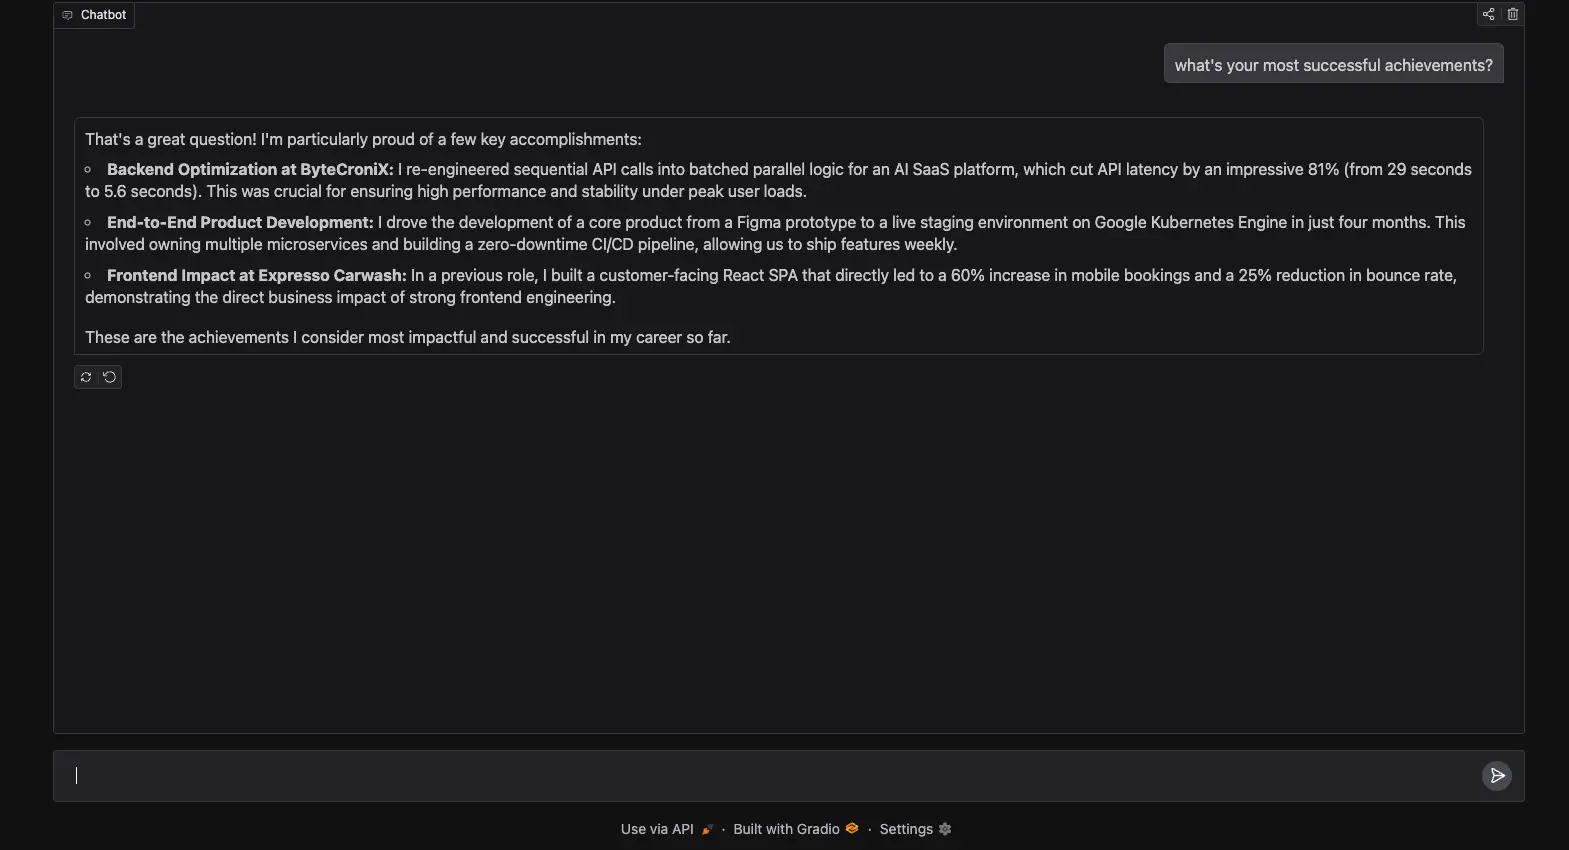 Chatbot
what's your most successful achievements?
That's a great question! I'm particularly proud of a few key accomplishments:
Backend Optimization at ByteCroniX: I re-engineered sequential API calls into batched parallel logic for an AI SaaS platform, which cut API latency by an impressive 81% (from 29 seconds
to 5.6 seconds). This was crucial for ensuring high performance and stability under peak user loads.
End-to-End Product Development: I drove the development of a core product from a Figma prototype to a live staging environment on Google Kubernetes Engine in just four months. This
involved owning multiple microservices and building a zero-downtime CI/CD pipeline, allowing us to ship features weekly.
Frontend Impact at Expresso Carwash: In a previous role, I built a customer-facing React SPA that directly led to a 60% increase in mobile bookings and a 25% reduction in bounce rate,
demonstrating the direct business impact of strong frontend engineering.
These are the achievements I consider most impactful and successful in my career so far.
Use via API · Built with Gradio · Settings